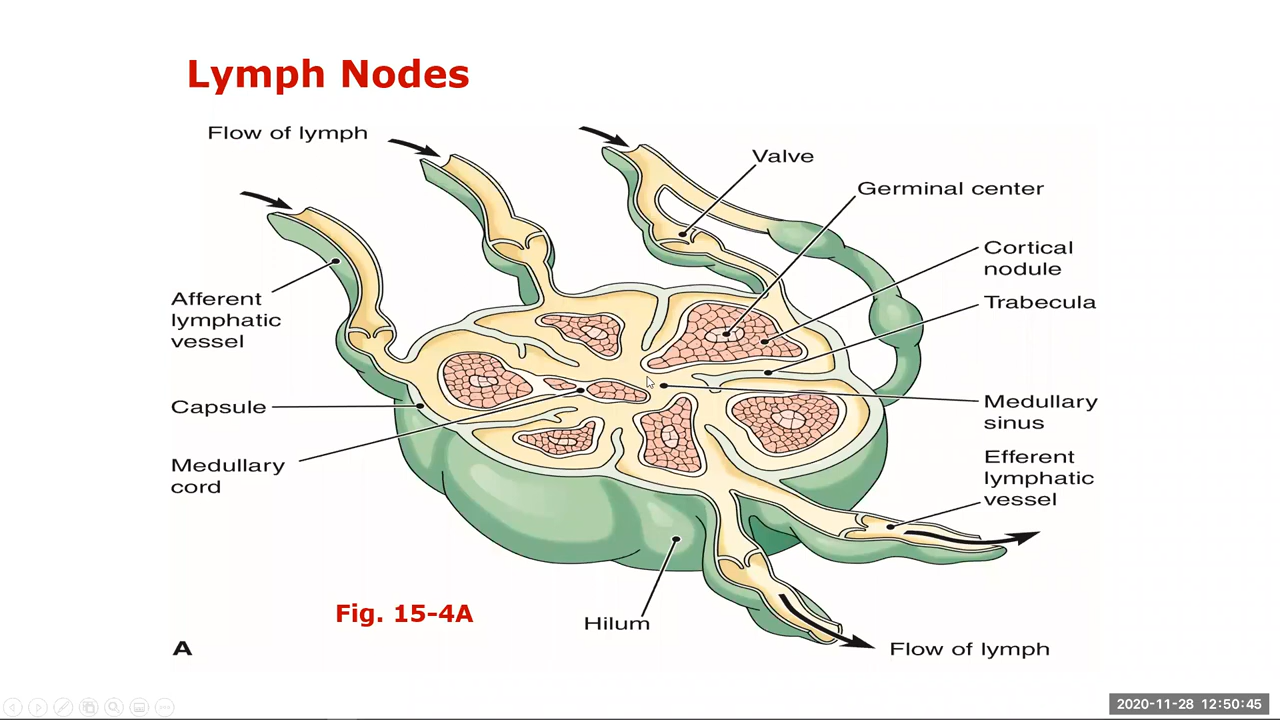 Lymph Nodes
Flow of lymph
Valve
Germinal center
Cortical
nodule
Trabecula
Afferent
lymphatic
vessel
Capsule
Medullary
sinus
Medullary
cord
Efferent
lymphatic
vessel
Fig. 15-4A
Hilum
A
Flow of lymph
2020-11-28 12:50:45